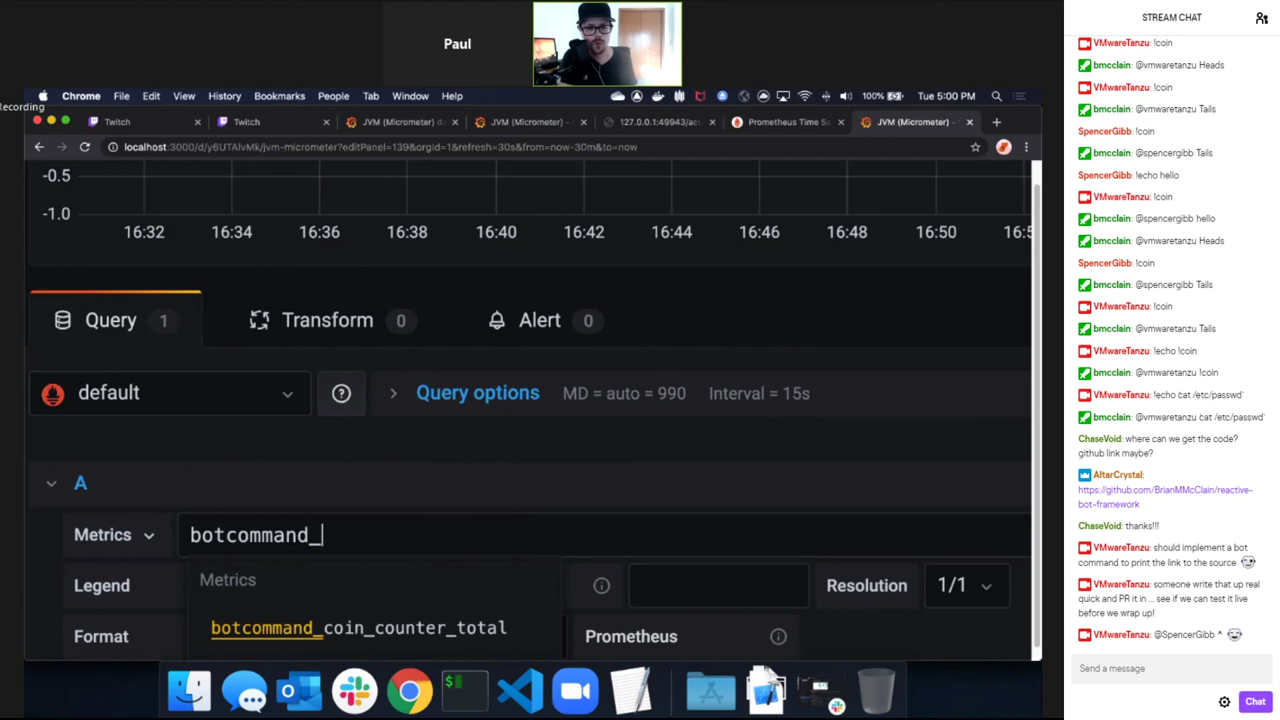 Paul
Recording
Chrome File Edit View History Bookmarks People Tab Window Help 100% Tue 5:00 PM
Twitch × Twitch × JVM (Micrometer) × JVM (Micrometer) - × 127.0.0.1:49943/ac × Prometheus Time Se × JVM (Micrometer) - × +
localhost:3000/d/y6UTAlvMk/jvm-micrometer?editPanel=139&orgId=1&refresh=30s&from=now-30m&to=now
-0.5
-1.0
16:32 16:34 16:36 16:38 16:40 16:42 16:44 16:46 16:48 16:50 16:5
Query 1 Transform 0 Alert 0
default Query options MD = auto = 990 Interval = 15s
A
Metrics botcommand_
Metrics
Legend Resolution 1/1
botcommand_coin_counter_total
Format Prometheus
STREAM CHAT
VMwareTanzu: !coin
bmcclain: @vmwaretanzu Heads
VMwareTanzu: !coin
bmcclain: @vmwaretanzu Tails
SpencerGibb: !coin
bmcclain: @spencergibb Tails
SpencerGibb: !echo hello
VMwareTanzu: !coin
bmcclain: @spencergibb hello
bmcclain: @vmwaretanzu Heads
SpencerGibb: !coin
bmcclain: @spencergibb Tails
VMwareTanzu: !coin
bmcclain: @vmwaretanzu Tails
VMwareTanzu: !echo !coin
bmcclain: @vmwaretanzu !coin
VMwareTanzu: !echo `cat /etc/passwd`
bmcclain: @vmwaretanzu `cat /etc/passwd`
ChaseVoid: where can we get the code?
github link maybe?
AltarCrystal:
https://github.com/BrianMMcClain/reactive-
bot-framework
ChaseVoid: thanks!!!
VMwareTanzu: should implement a bot
command to print the link to the source
VMwareTanzu: someone write that up real
quick and PR it in ... see if we can test it live
before we wrap up!
VMwareTanzu: @SpencerGibb ^
Send a message
Chat